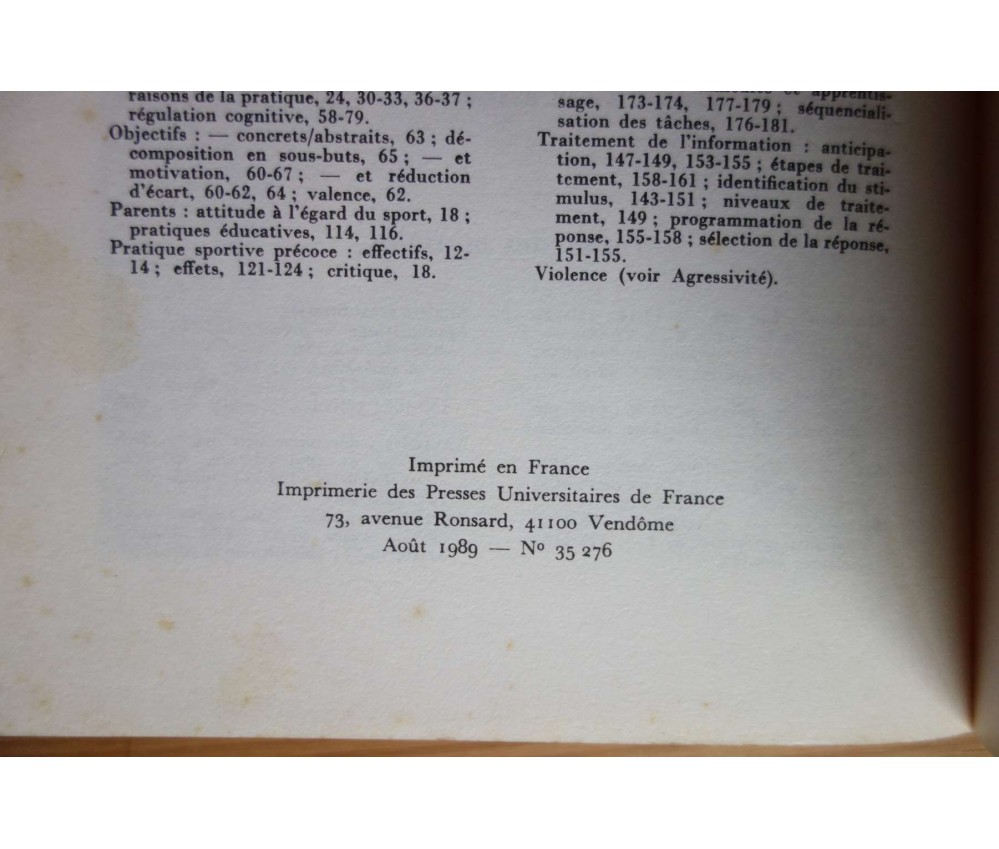 raisons de la pratique, 24, 30-33, 36-37 ;
régulation cognitive, 58-79.
Objectifs : — concrets/abstraits, 63 ; dé-
composition en sous-buts, 65 ; — et
motivation, 60-67 ; — et réduction
d'écart, 60-62, 64 ; valence, 62.
Parents : attitude à l'égard du sport, 18 ;
pratiques éducatives, 114, 116.
Pratique sportive précoce : effectifs, 12-
14 ; effets, 121-124 ; critique, 18.
et apprentis-
sage, 173-174, 177-179 ; séquenciali-
sation des tâches, 176-181.
Traitement de l'information : anticipa-
tion, 147-149, 153-155 ; étapes de trai-
tement, 158-161 ; identification du sti-
mulus, 143-151 ; niveaux de traite-
ment, 149 ; programmation de la ré-
ponse, 155-158 ; sélection de la réponse,
151-155.
Violence (voir Agressivité).
Imprimé en France
Imprimerie des Presses Universitaires de France
73, avenue Ronsard, 41100 Vendôme
Août 1989 — Nº 35 276